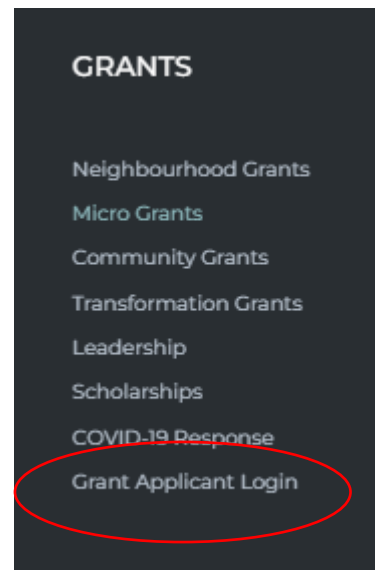 GRANTS
Neighbourhood Grants
Micro Grants
Community Grants
Transformation Grants
Leadership
Scholarships
COVID-19 Response
Grant Applicant Login